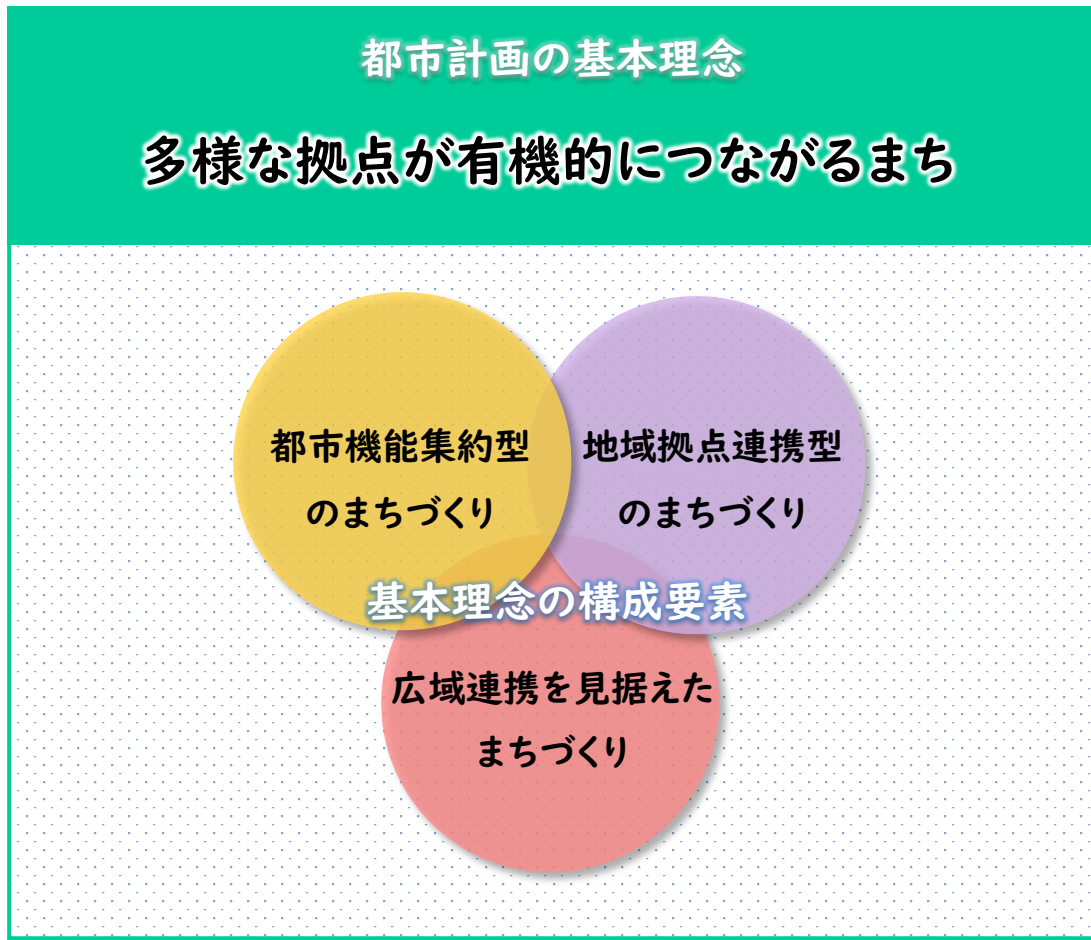 都市計画の基本理念
多様な拠点が有機的につながるまち
都市機能集約型
のまちづくり
地域拠点連携型
のまちづくり
基本理念の構成要素
広域連携を見据えた
まちづくり